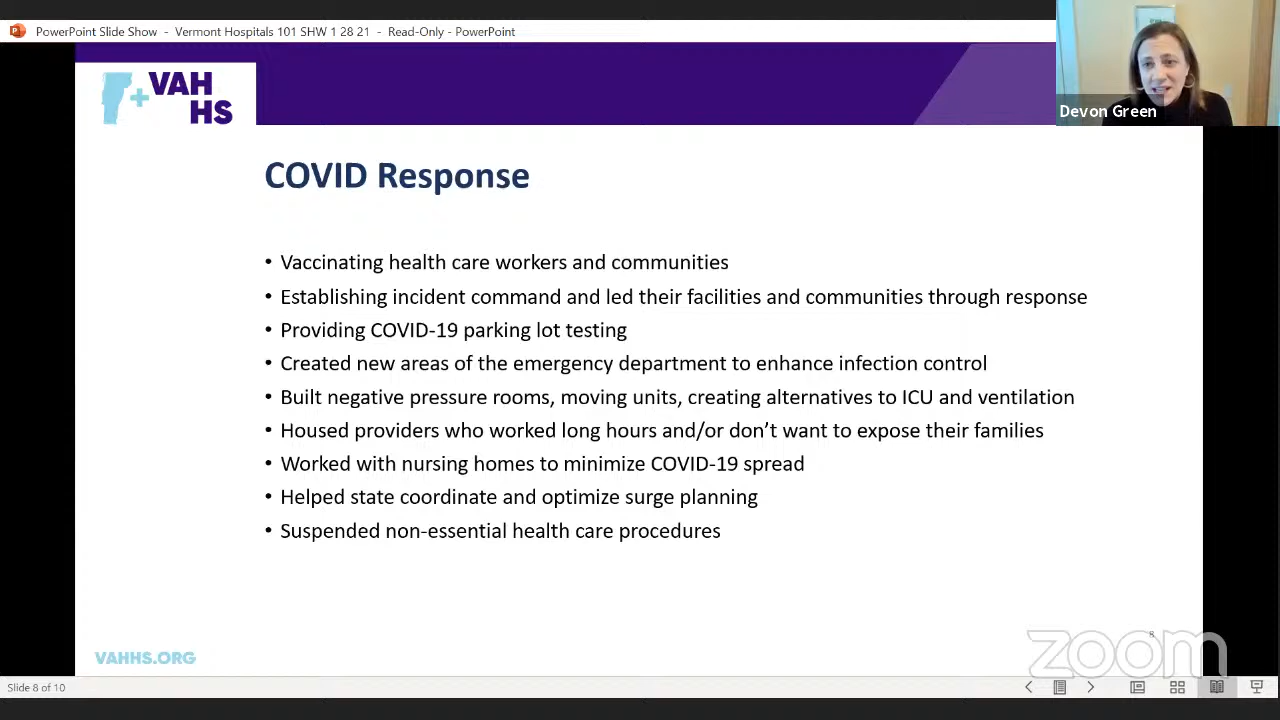 PowerPoint Slide Show - Vermont Hospitals 101 SHW 1 28 21 - Read-Only - PowerPoint
VAH
HS
Devon Green
COVID Response
• Vaccinating health care workers and communities
• Establishing incident command and led their facilities and communities through response
• Providing COVID-19 parking lot testing
• Created new areas of the emergency department to enhance infection control
• Built negative pressure rooms, moving units, creating alternatives to ICU and ventilation
• Housed providers who worked long hours and/or don’t want to expose their families
• Worked with nursing homes to minimize COVID-19 spread
• Helped state coordinate and optimize surge planning
• Suspended non-essential health care procedures
8
VAHHS.ORG
zoom
Slide 8 of 10